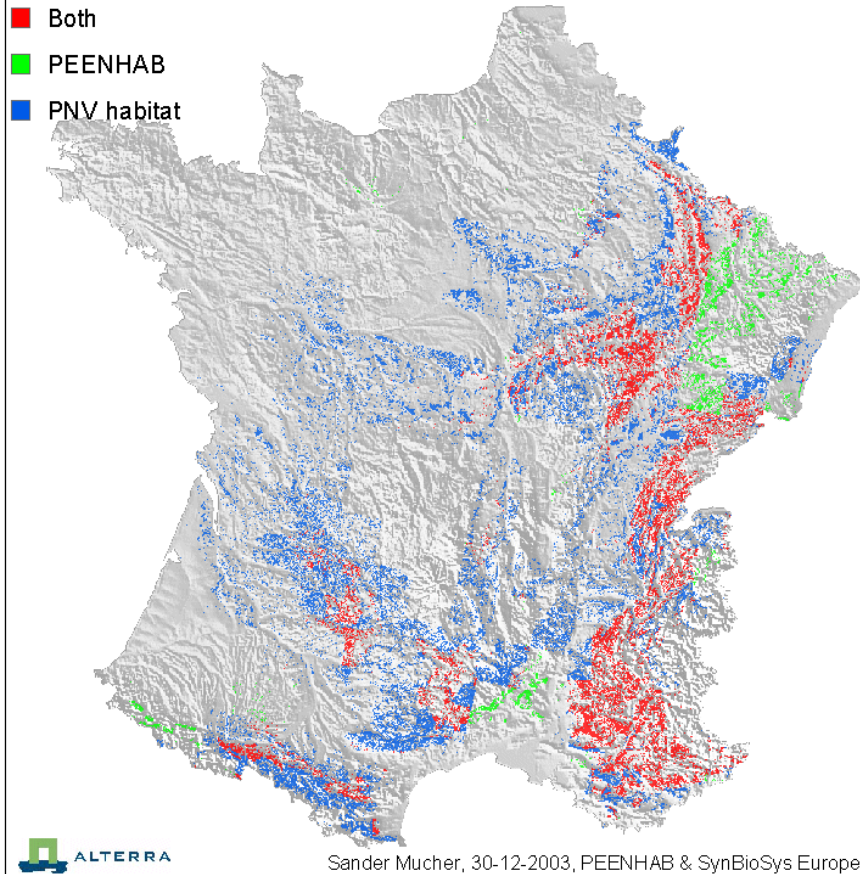 Both
PEENHAB
PNV habitat
ALTERRA
Sander Mucher, 30-12-2003, PEENHAB & SynBioSys Europe